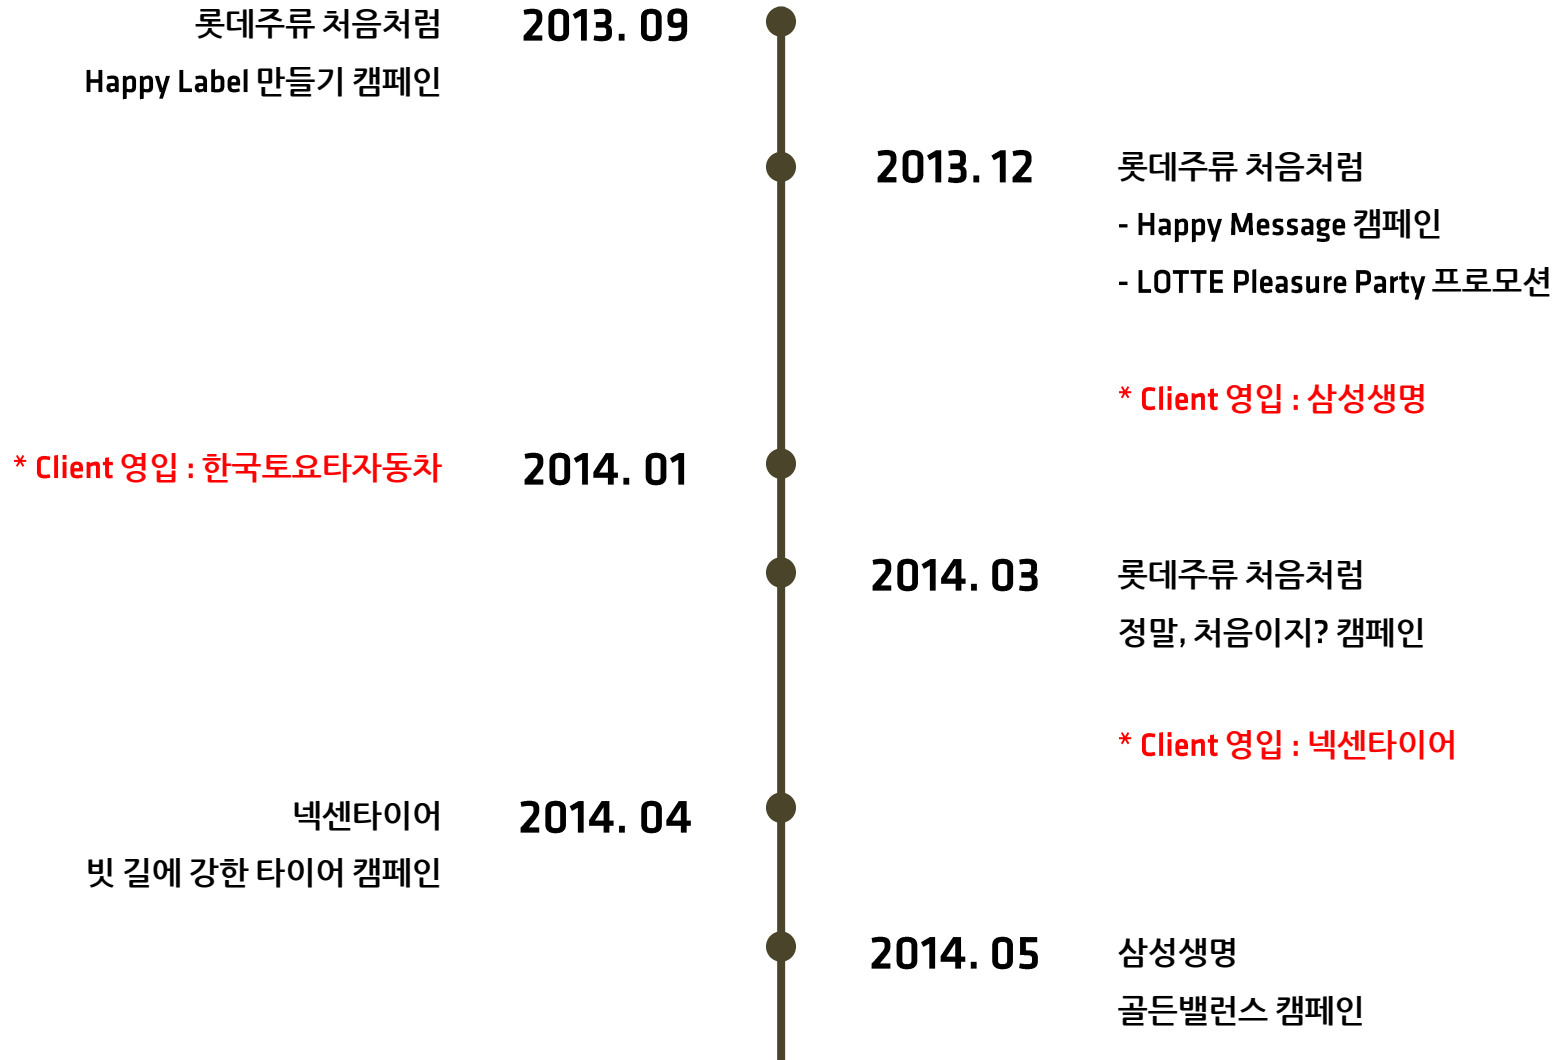 롯데주류 처음처럼
Happy Label 만들기 캠페인
2013. 09
2013. 12
롯데주류 처음처럼
- Happy Message 캠페인
- LOTTE Pleasure Party 프로모션
* Client 영입 : 삼성생명
* Client 영입 : 한국토요타자동차
2014. 01
2014. 03
롯데주류 처음처럼
정말, 처음이지? 캠페인
* Client 영입 : 넥센타이어
넥센타이어
빗 길에 강한 타이어 캠페인
2014. 04
2014. 05
삼성생명
골든밸런스 캠페인